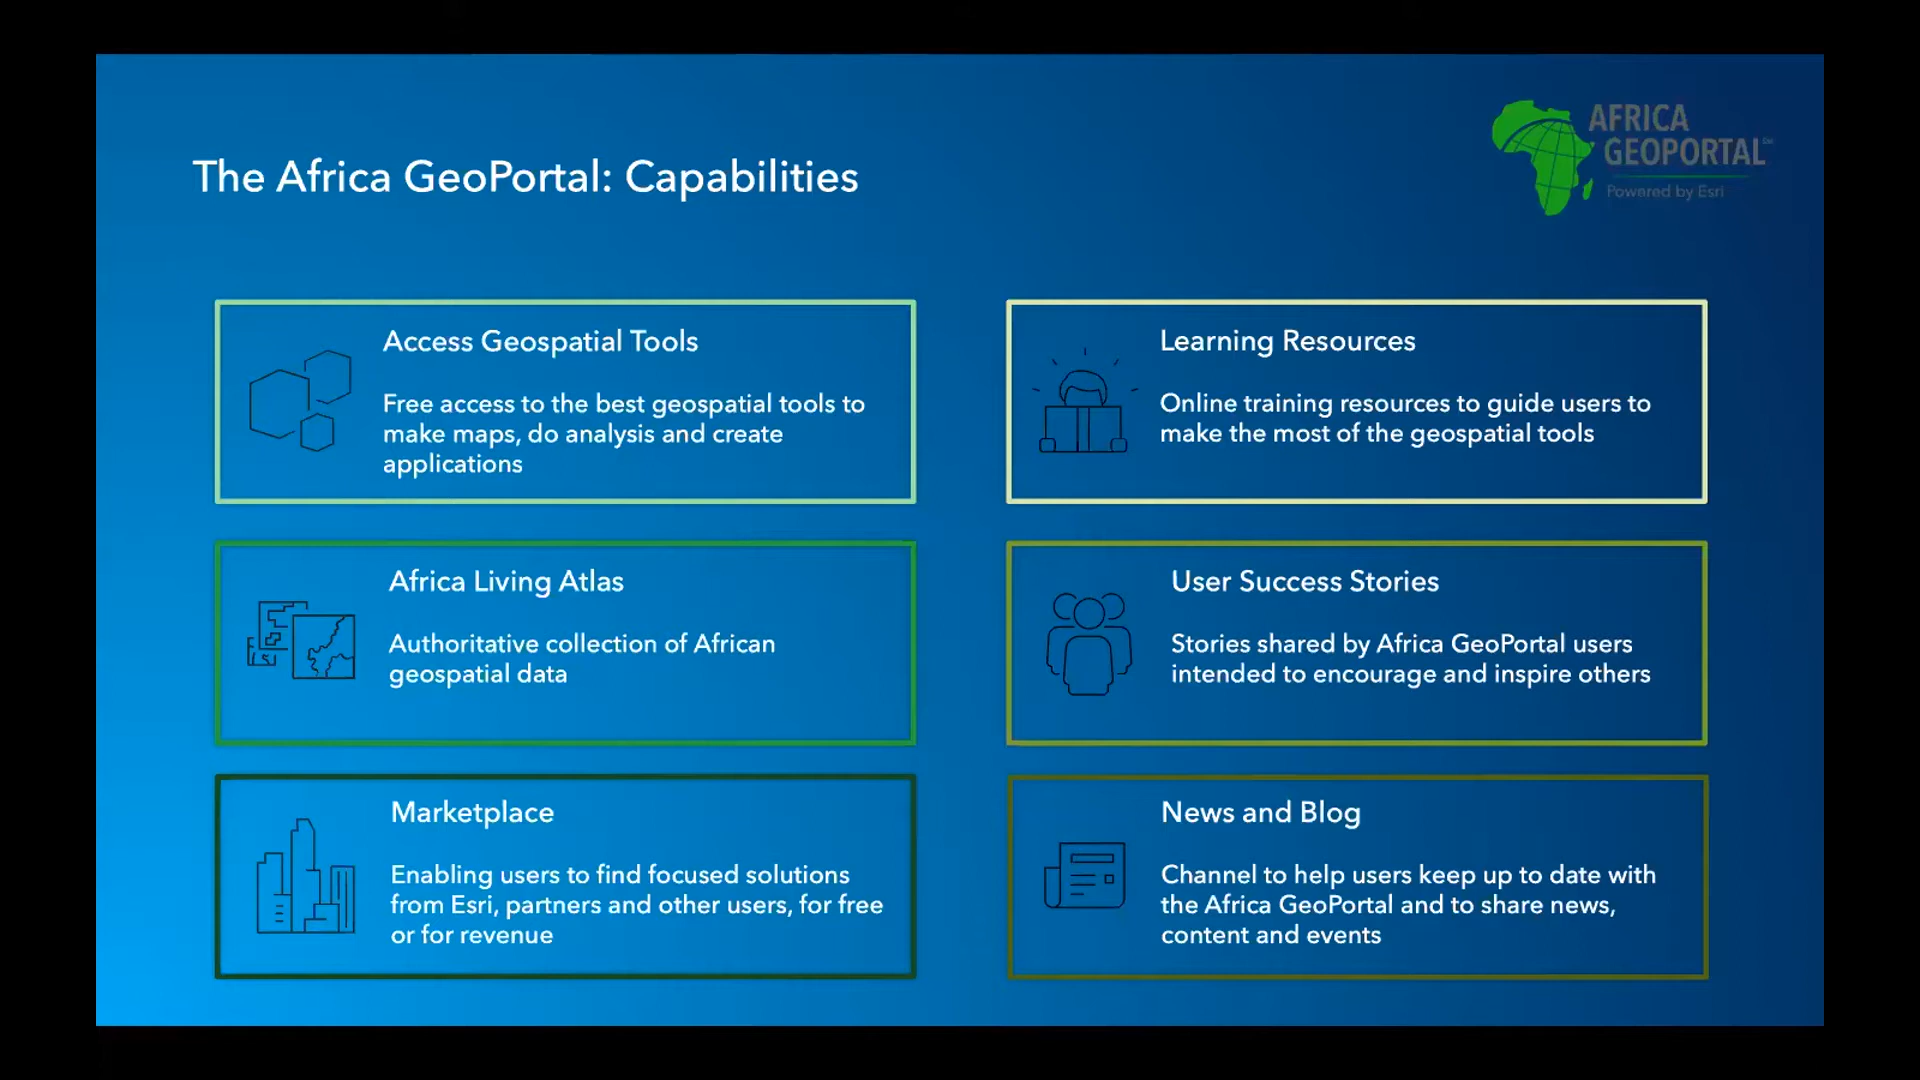 The Africa GeoPortal: Capabilities
AFRICA
GEOPORTAL
Powered by Esri
Access Geospatial Tools
Free access to the best geospatial tools to
make maps, do analysis and create
applications
Learning Resources
Online training resources to guide users to
make the most of the geospatial tools
Africa Living Atlas
Authoritative collection of African
geospatial data
User Success Stories
Stories shared by Africa GeoPortal users
intended to encourage and inspire others
Marketplace
Enabling users to find focused solutions
from Esri, partners and other users, for free
or for revenue
News and Blog
Channel to help users keep up to date with
the Africa GeoPortal and to share news,
content and events